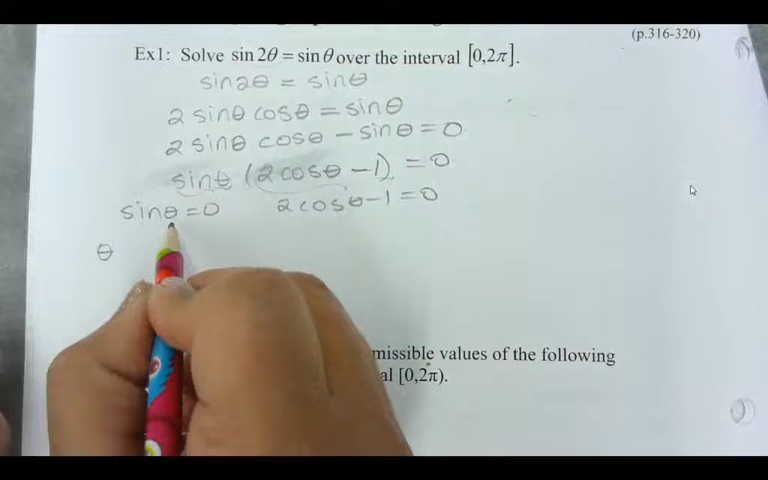 (p.316-320)
Ex1: Solve sin 2θ = sin θ over the interval [0,2π].
sin2θ = sinθ
2 sinθ cosθ = sinθ
2 sinθ cosθ - sinθ = 0
sinθ (2cosθ - 1) = 0
sinθ = 0 2cosθ - 1 = 0
θ
missible values of the following
al [0,2π).